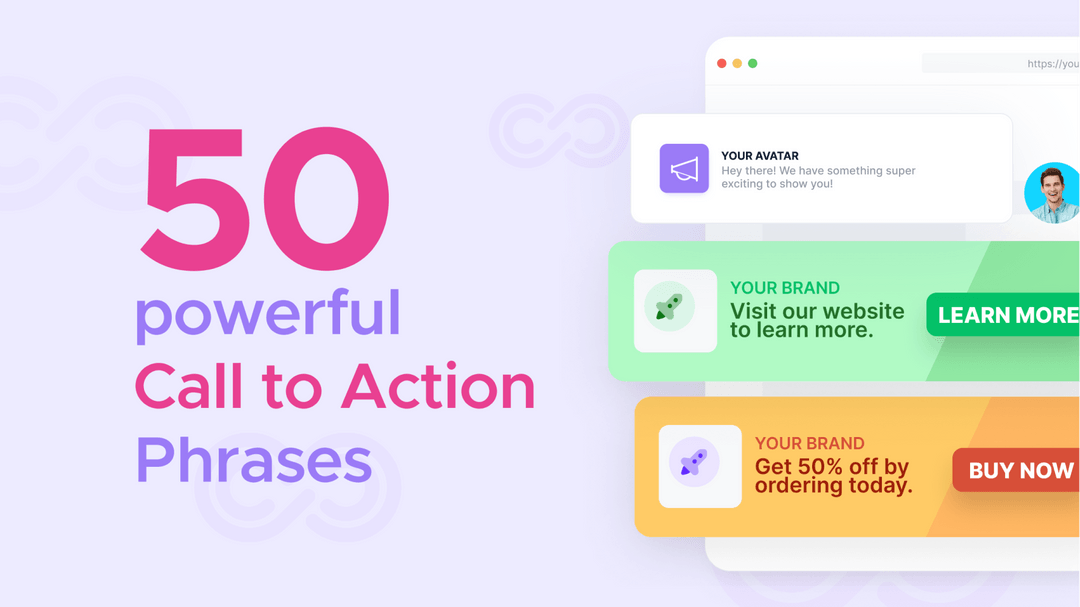 50
powerful
Call to Action
Phrases
https://you
YOUR AVATAR
Hey there! We have something super
exciting to show you!
YOUR BRAND
Visit our website
to learn more.
LEARN MORE
YOUR BRAND
Get 50% off by
ordering today.
BUY NOW